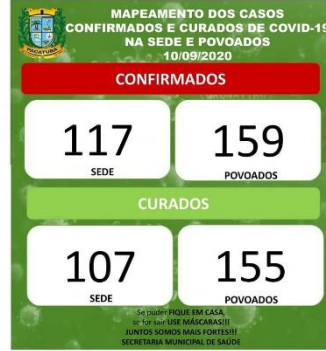 MAPEAMENTO DOS CASOS
CONFIRMADOS E CURADOS DE COVID-19
NA SEDE E POVOADOS
10/09/2020
PACATUBA
CONFIRMADOS
117 159
SEDE POVOADOS
CURADOS
107 155
SEDE POVOADOS
Se puder FIQUE EM CASA,
se for sair USE MÁSCARAS!!!
JUNTOS SOMOS MAIS FORTES!!!
SECRETARIA MUNICIPAL DE SAÚDE